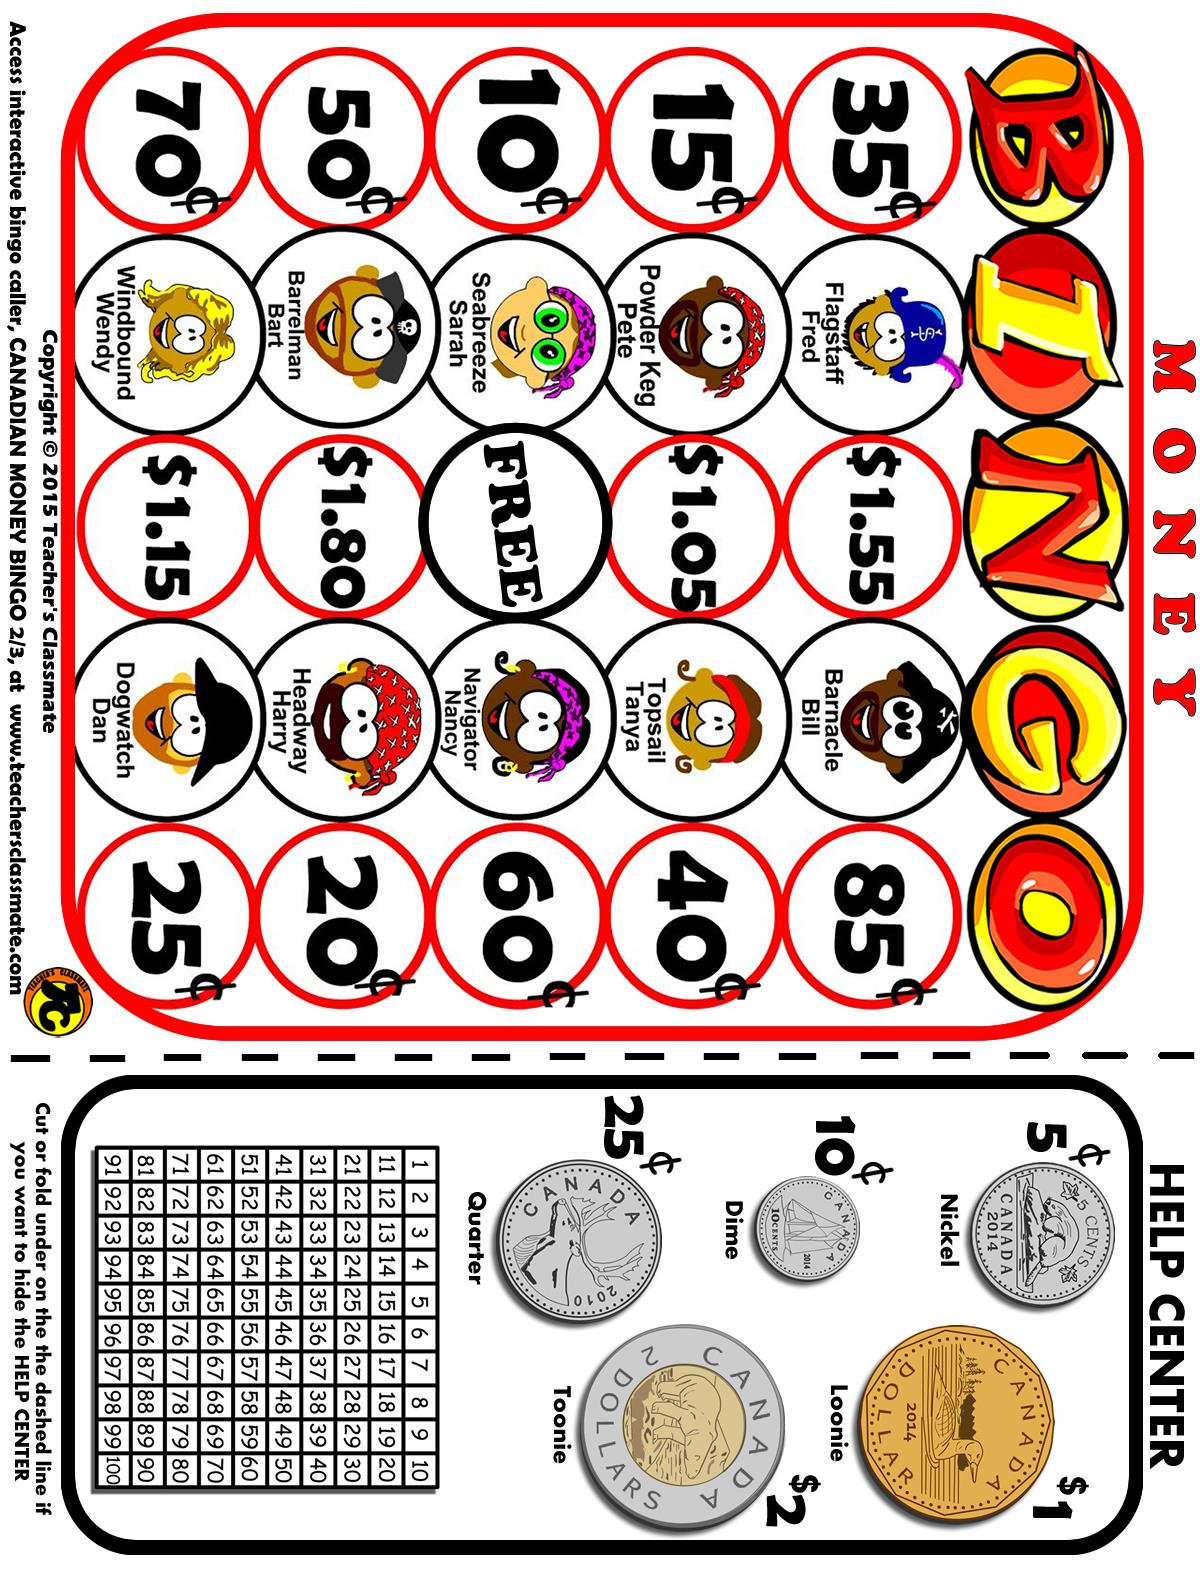 MONEY
BINGO
35¢
Flagstaff
Fred
$1.55
Barnacle
Bill
85¢
15¢
Powder Keg
Pete
$1.05
Topsail
Tanya
40¢
10¢
Seabreeze
Sarah
FREE
Navigator
Nancy
60¢
50¢
Barrelman
Bart
$1.80
Headway
Harry
20¢
70¢
Windbound
Wendy
$1.15
Dogwatch
Dan
25¢
Copyright © 2015 Teacher's Classmate
Access interactive bingo caller, CANADIAN MONEY BINGO 2/3, at www.teachersclassmate.com
TEACHER'S CLASSMATE
TC
HELP CENTER
5¢
5 CENTS
CANADA
2014
Nickel
$1
CANADA
2014
DOLLAR
Loonie
10¢
CANADA
10 CENTS
2014
Dime
$2
CANADA
2 DOLLARS
Toonie
25¢
CANADA
2010
Quarter
1 2 3 4 5 6 7 8 9 10
11 12 13 14 15 16 17 18 19 20
21 22 23 24 25 26 27 28 29 30
31 32 33 34 35 36 37 38 39 40
41 42 43 44 45 46 47 48 49 50
51 52 53 54 55 56 57 58 59 60
61 62 63 64 65 66 67 68 69 70
71 72 73 74 75 76 77 78 79 80
81 82 83 84 85 86 87 88 89 90
91 92 93 94 95 96 97 98 99 100
Cut or fold under on the the dashed line if
you want to hide the HELP CENTER